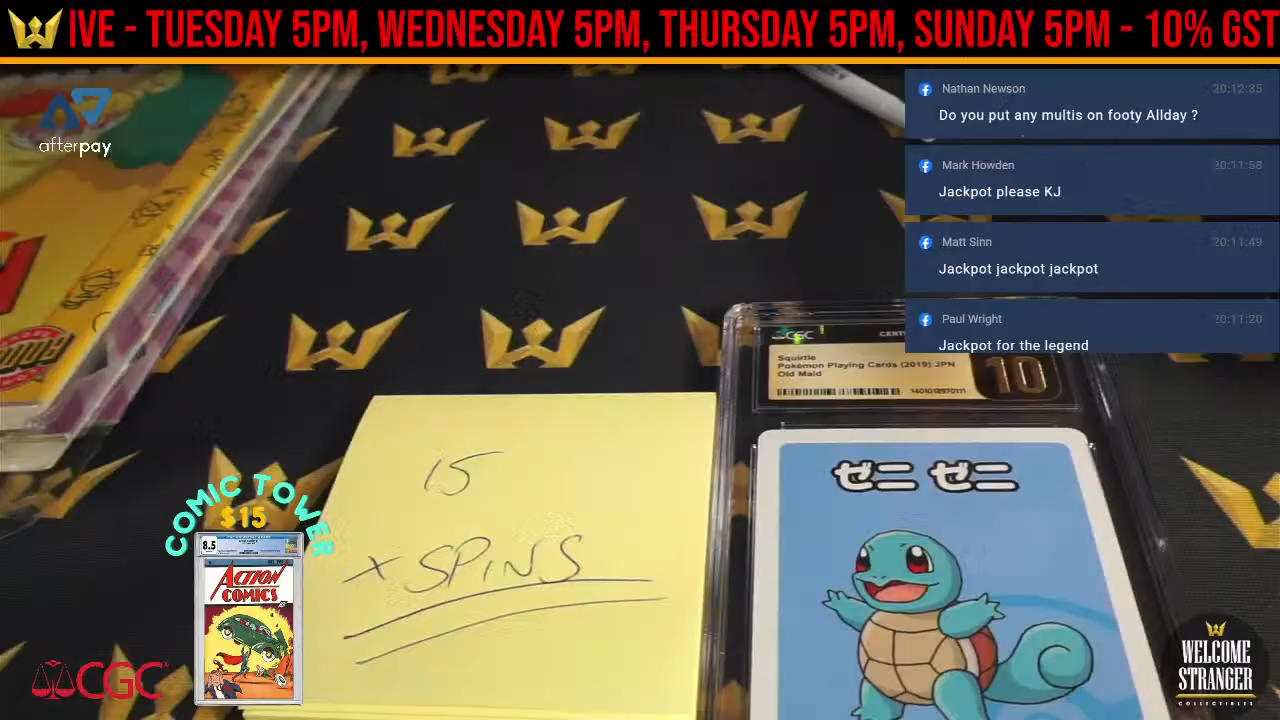 IVE - TUESDAY 5PM, WEDNESDAY 5PM, THURSDAY 5PM, SUNDAY 5PM - 10% GST
afterpay
Nathan Newson
20:12:35
Do you put any multis on footy Allday ?
Mark Howden
20:11:58
Jackpot please KJ
Matt Sinn
20:11:49
Jackpot jackpot jackpot
Paul Wright
20:11:20
Jackpot for the legend
CGC
Squirtle
Pokémon Playing Cards (2019) JPN
Old Maid
10
ゼニ ゼニ
15
x SPiNS
COMIC TOWER
$15
8.5
ACTION
COMICS
CGC
WELCOME
STRANGER
COLLECTIBLES